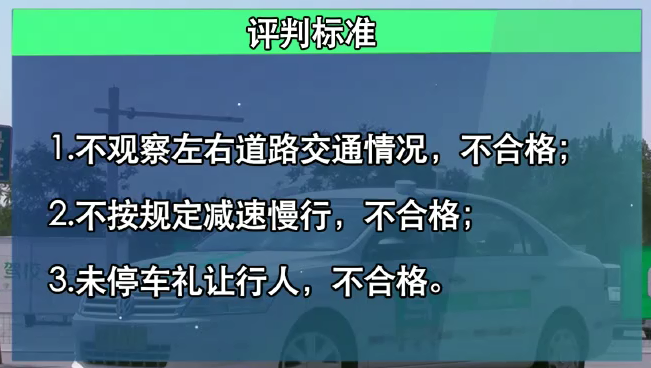 评判标准
1.不观察左右道路交通情况，不合格；
2.不按规定减速慢行，不合格；
3.未停车礼让行人，不合格。
驾校